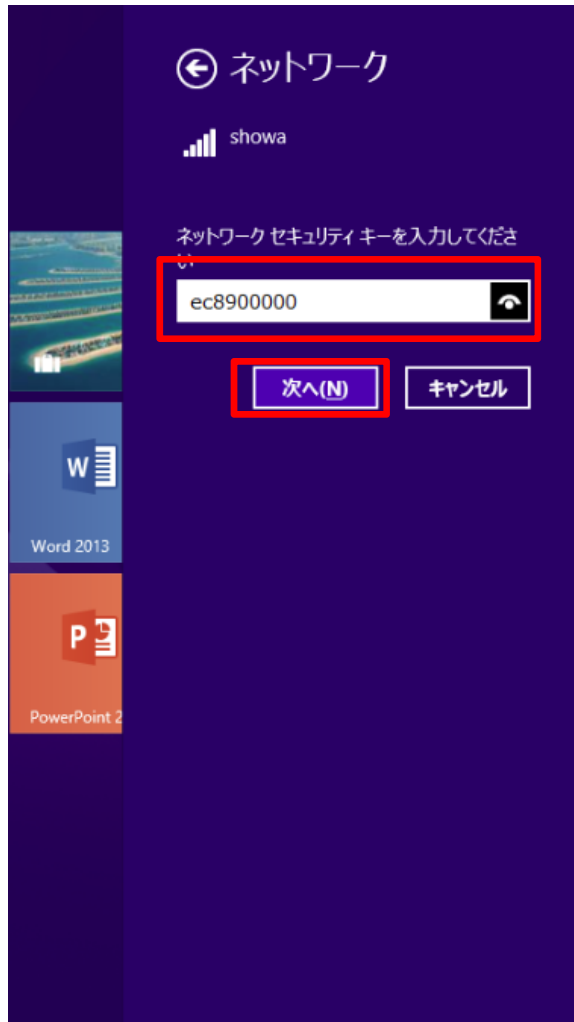 ネットワーク
showa
ネットワーク セキュリティ キーを入力してくださ
い
ec8900000
次へ(N)
キャンセル
W
Word 2013
P
PowerPoint 2